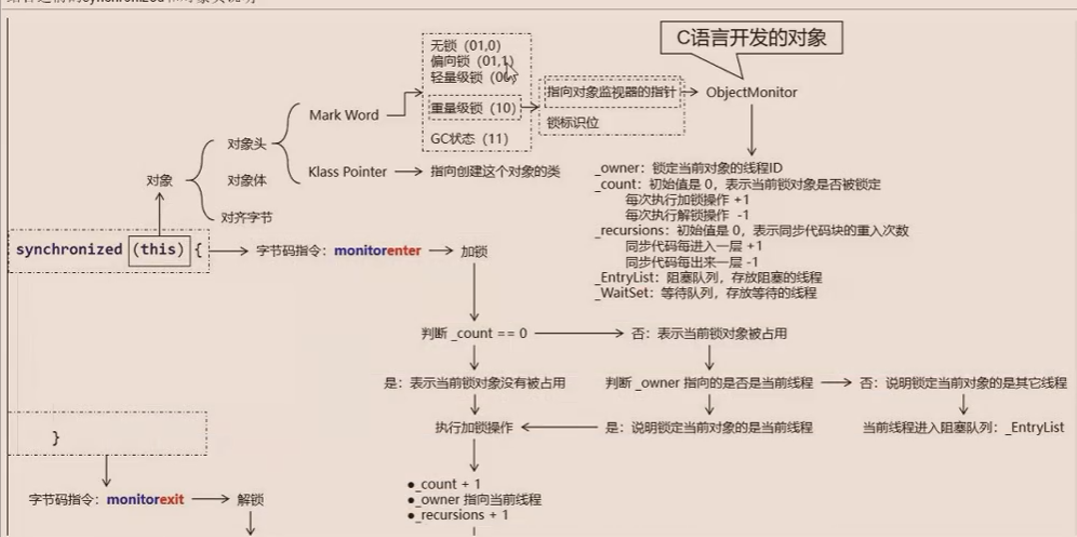 C语言开发的对象
无锁（01,0）
偏向锁（01,1）
轻量级锁（00）
重量级锁（10）
GC状态（11）
指向对象监视器的指针
锁标识位
ObjectMonitor
Mark Word
对象头
Klass Pointer
指向创建这个对象的类
对象
对象体
对齐字节
_owner：锁定当前对象的线程ID
_count：初始值是 0，表示当前锁对象是否被锁定
每次执行加锁操作 +1
每次执行解锁操作 -1
_recursions：初始值是 0，表示同步代码块的重入次数
同步代码每进入一层 +1
同步代码每出来一层 -1
_EntryList：阻塞队列，存放阻塞的线程
_WaitSet：等待队列，存放等待的线程
synchronized (this) {
字节码指令：monitorenter
加锁
判断 _count == 0
否：表示当前锁对象被占用
是：表示当前锁对象没有被占用
判断 _owner 指向的是否是当前线程
否：说明锁定当前对象的是其它线程
执行加锁操作
是：说明锁定当前对象的是当前线程
当前线程进入阻塞队列：_EntryList
}
●_count + 1
●_owner 指向当前线程
●_recursions + 1
字节码指令：monitorexit
解锁